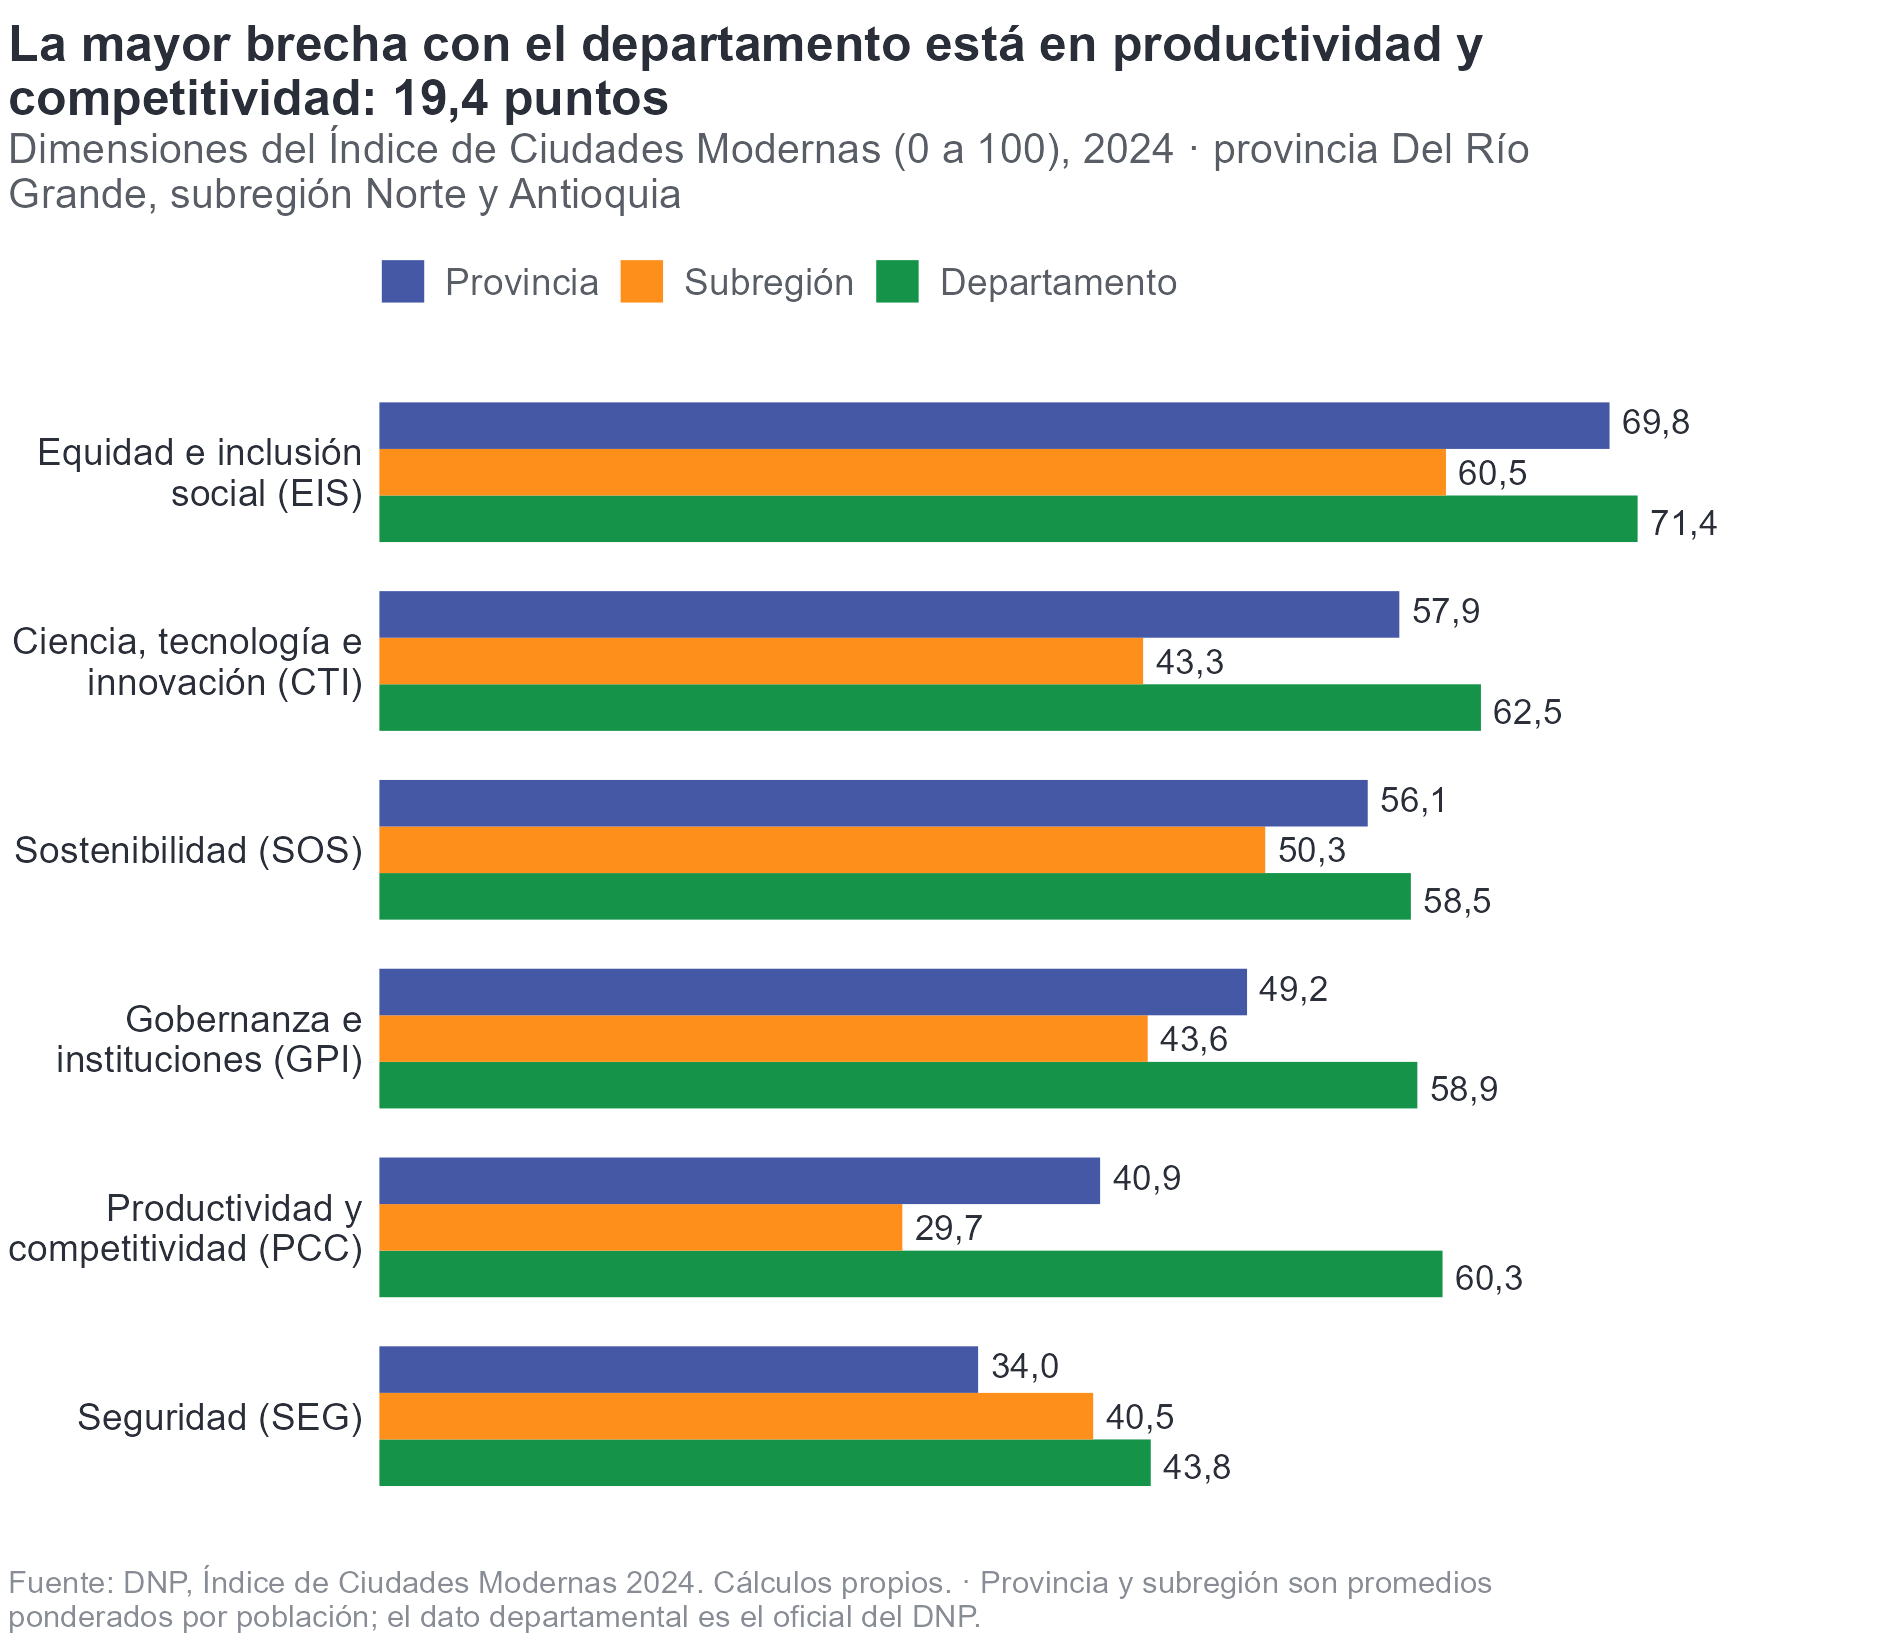 La mayor brecha con el departamento está en productividad y
competitividad: 19,4 puntos
Dimensiones del Índice de Ciudades Modernas (0 a 100), 2024 · provincia Del Río
Grande, subregión Norte y Antioquia
Provincia Subregión Departamento
Equidad e inclusión
social (EIS)
69,8
60,5
71,4
Ciencia, tecnología e
innovación (CTI)
57,9
43,3
62,5
Sostenibilidad (SOS)
56,1
50,3
58,5
Gobernanza e
instituciones (GPI)
49,2
43,6
58,9
Productividad y
competitividad (PCC)
40,9
29,7
60,3
Seguridad (SEG)
34,0
40,5
43,8
Fuente: DNP, Índice de Ciudades Modernas 2024. Cálculos propios. · Provincia y subregión son promedios
ponderados por población; el dato departamental es el oficial del DNP.